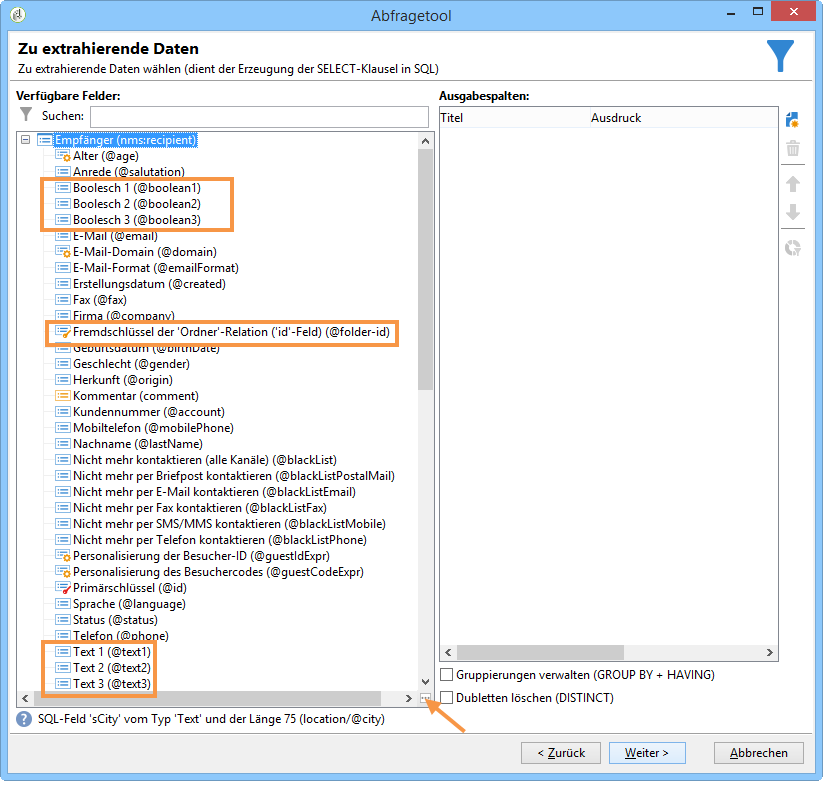 Abfragetool
Zu extrahierende Daten
Zu extrahierende Daten wählen (dient der Erzeugung der SELECT-Klausel in SQL)
Verfügbare Felder:
Suchen:
Empfänger (nms:recipient)
Alter (@age)
Anrede (@salutation)
Boolesch 1 (@boolean1)
Boolesch 2 (@boolean2)
Boolesch 3 (@boolean3)
E-Mail (@email)
E-Mail-Domain (@domain)
E-Mail-Format (@emailFormat)
Erstellungsdatum (@created)
Fax (@fax)
Firma (@company)
Fremdschlüssel der 'Ordner'-Relation ('id'-Feld) (@folder-id)
Geburtsdatum (@birthDate)
Geschlecht (@gender)
Herkunft (@origin)
Kommentar (comment)
Kundennummer (@account)
Mobiltelefon (@mobilePhone)
Nachname (@lastName)
Nicht mehr kontaktieren (alle Kanäle) (@blackList)
Nicht mehr per Briefpost kontaktieren (@blackListPostalMail)
Nicht mehr per E-Mail kontaktieren (@blackListEmail)
Nicht mehr per Fax kontaktieren (@blackListFax)
Nicht mehr per SMS/MMS kontaktieren (@blackListMobile)
Nicht mehr per Telefon kontaktieren (@blackListPhone)
Personalisierung der Besucher-ID (@guestIdExpr)
Personalisierung des Besuchercodes (@guestCodeExpr)
Primärschlüssel (@id)
Sprache (@language)
Status (@status)
Telefon (@phone)
Text 1 (@text1)
Text 2 (@text2)
Text 3 (@text3)
SQL-Feld 'sCity' vom Typ 'Text' und der Länge 75 (location/@city)
Ausgabespalten:
Titel Ausdruck
Gruppierungen verwalten (GROUP BY + HAVING)
Dubletten löschen (DISTINCT)
< Zurück Weiter > Abbrechen